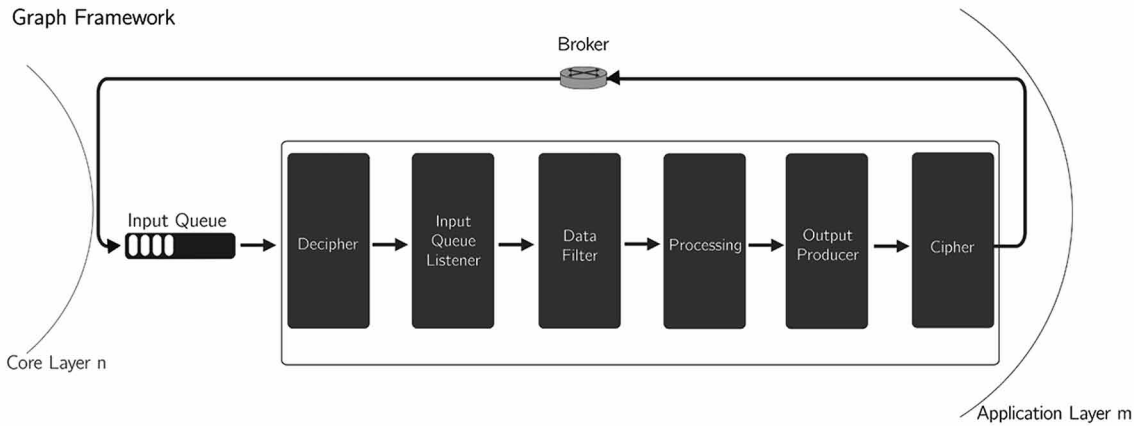 Graph Framework
Broker
Input Queue
Decipher
Input
Queue
Listener
Data
Filter
Processing
Output
Producer
Cipher
Core Layer n
Application Layer m